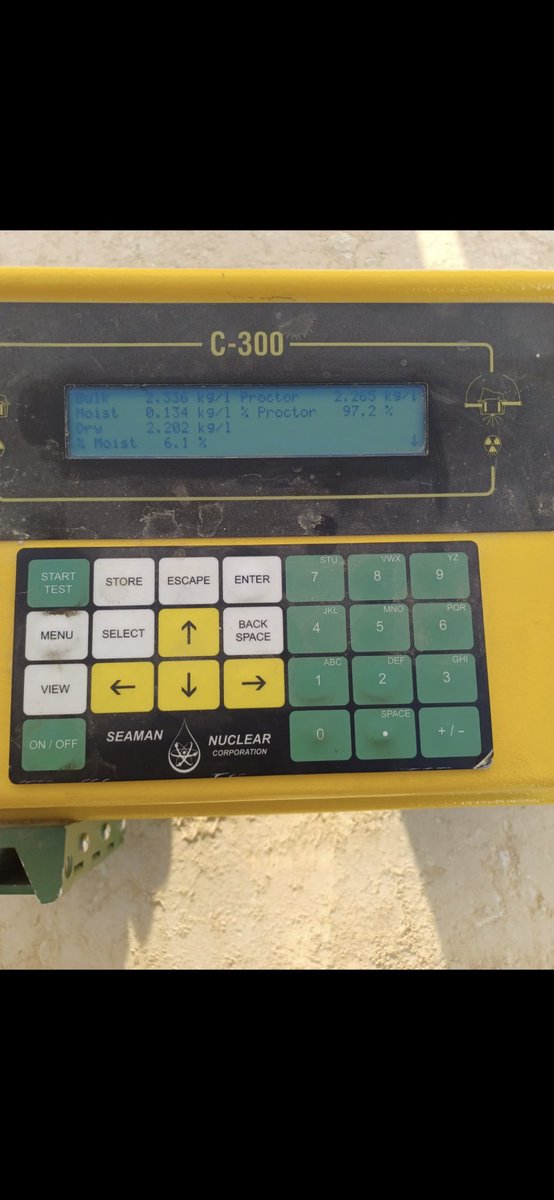 C-300
Bulk 2.336 kg/l Proctor 2.265 kg/l
Moist 0.134 kg/l % Proctor 97.2 %
Dry 2.202 kg/l
% Moist 6.1 % ↓
START TEST STORE ESCAPE ENTER STU 7 VWX 8 YZ 9
MENU SELECT ↑ BACK SPACE JKL 4 MNO 5 PQR 6
VIEW ← ↓ → ABC 1 DEF 2 GHI 3
ON / OFF SEAMAN NUCLEAR CORPORATION 0 SPACE • + / –